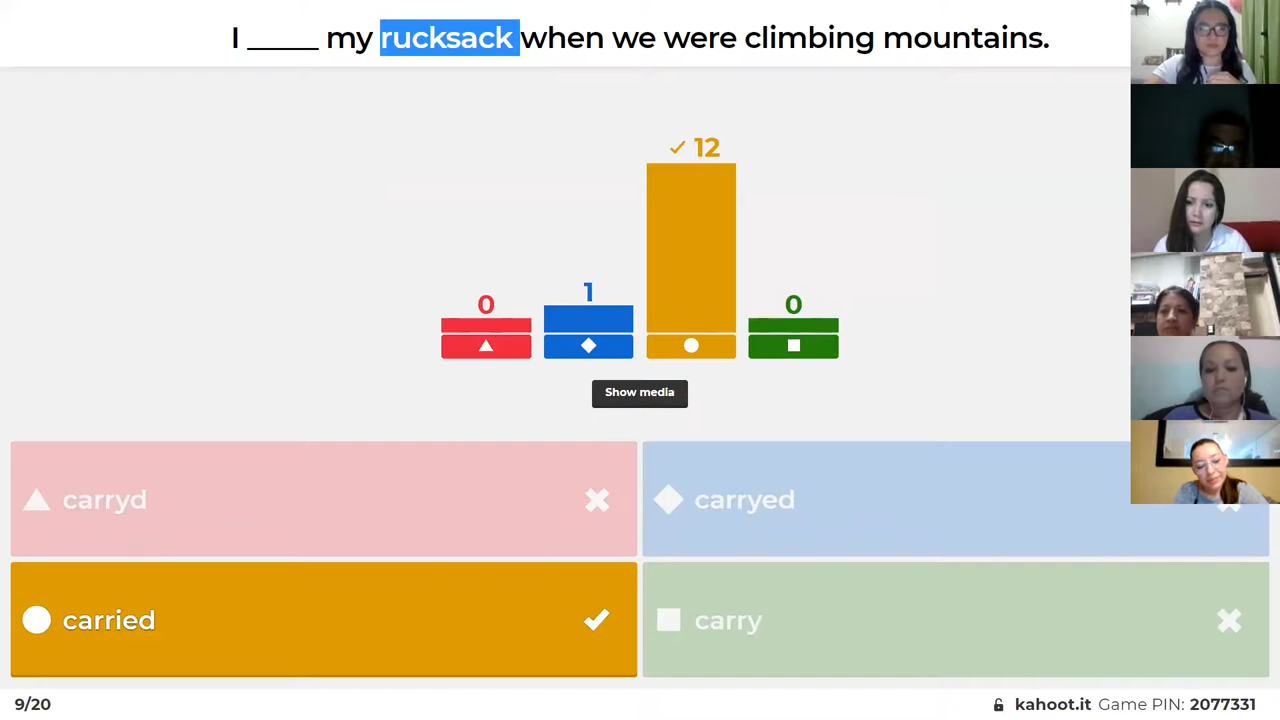 I _____ my rucksack when we were climbing mountains.
0
1
12
0
Show media
carryd
carryed
carried
carry
9/20
kahoot.it Game PIN: 2077331